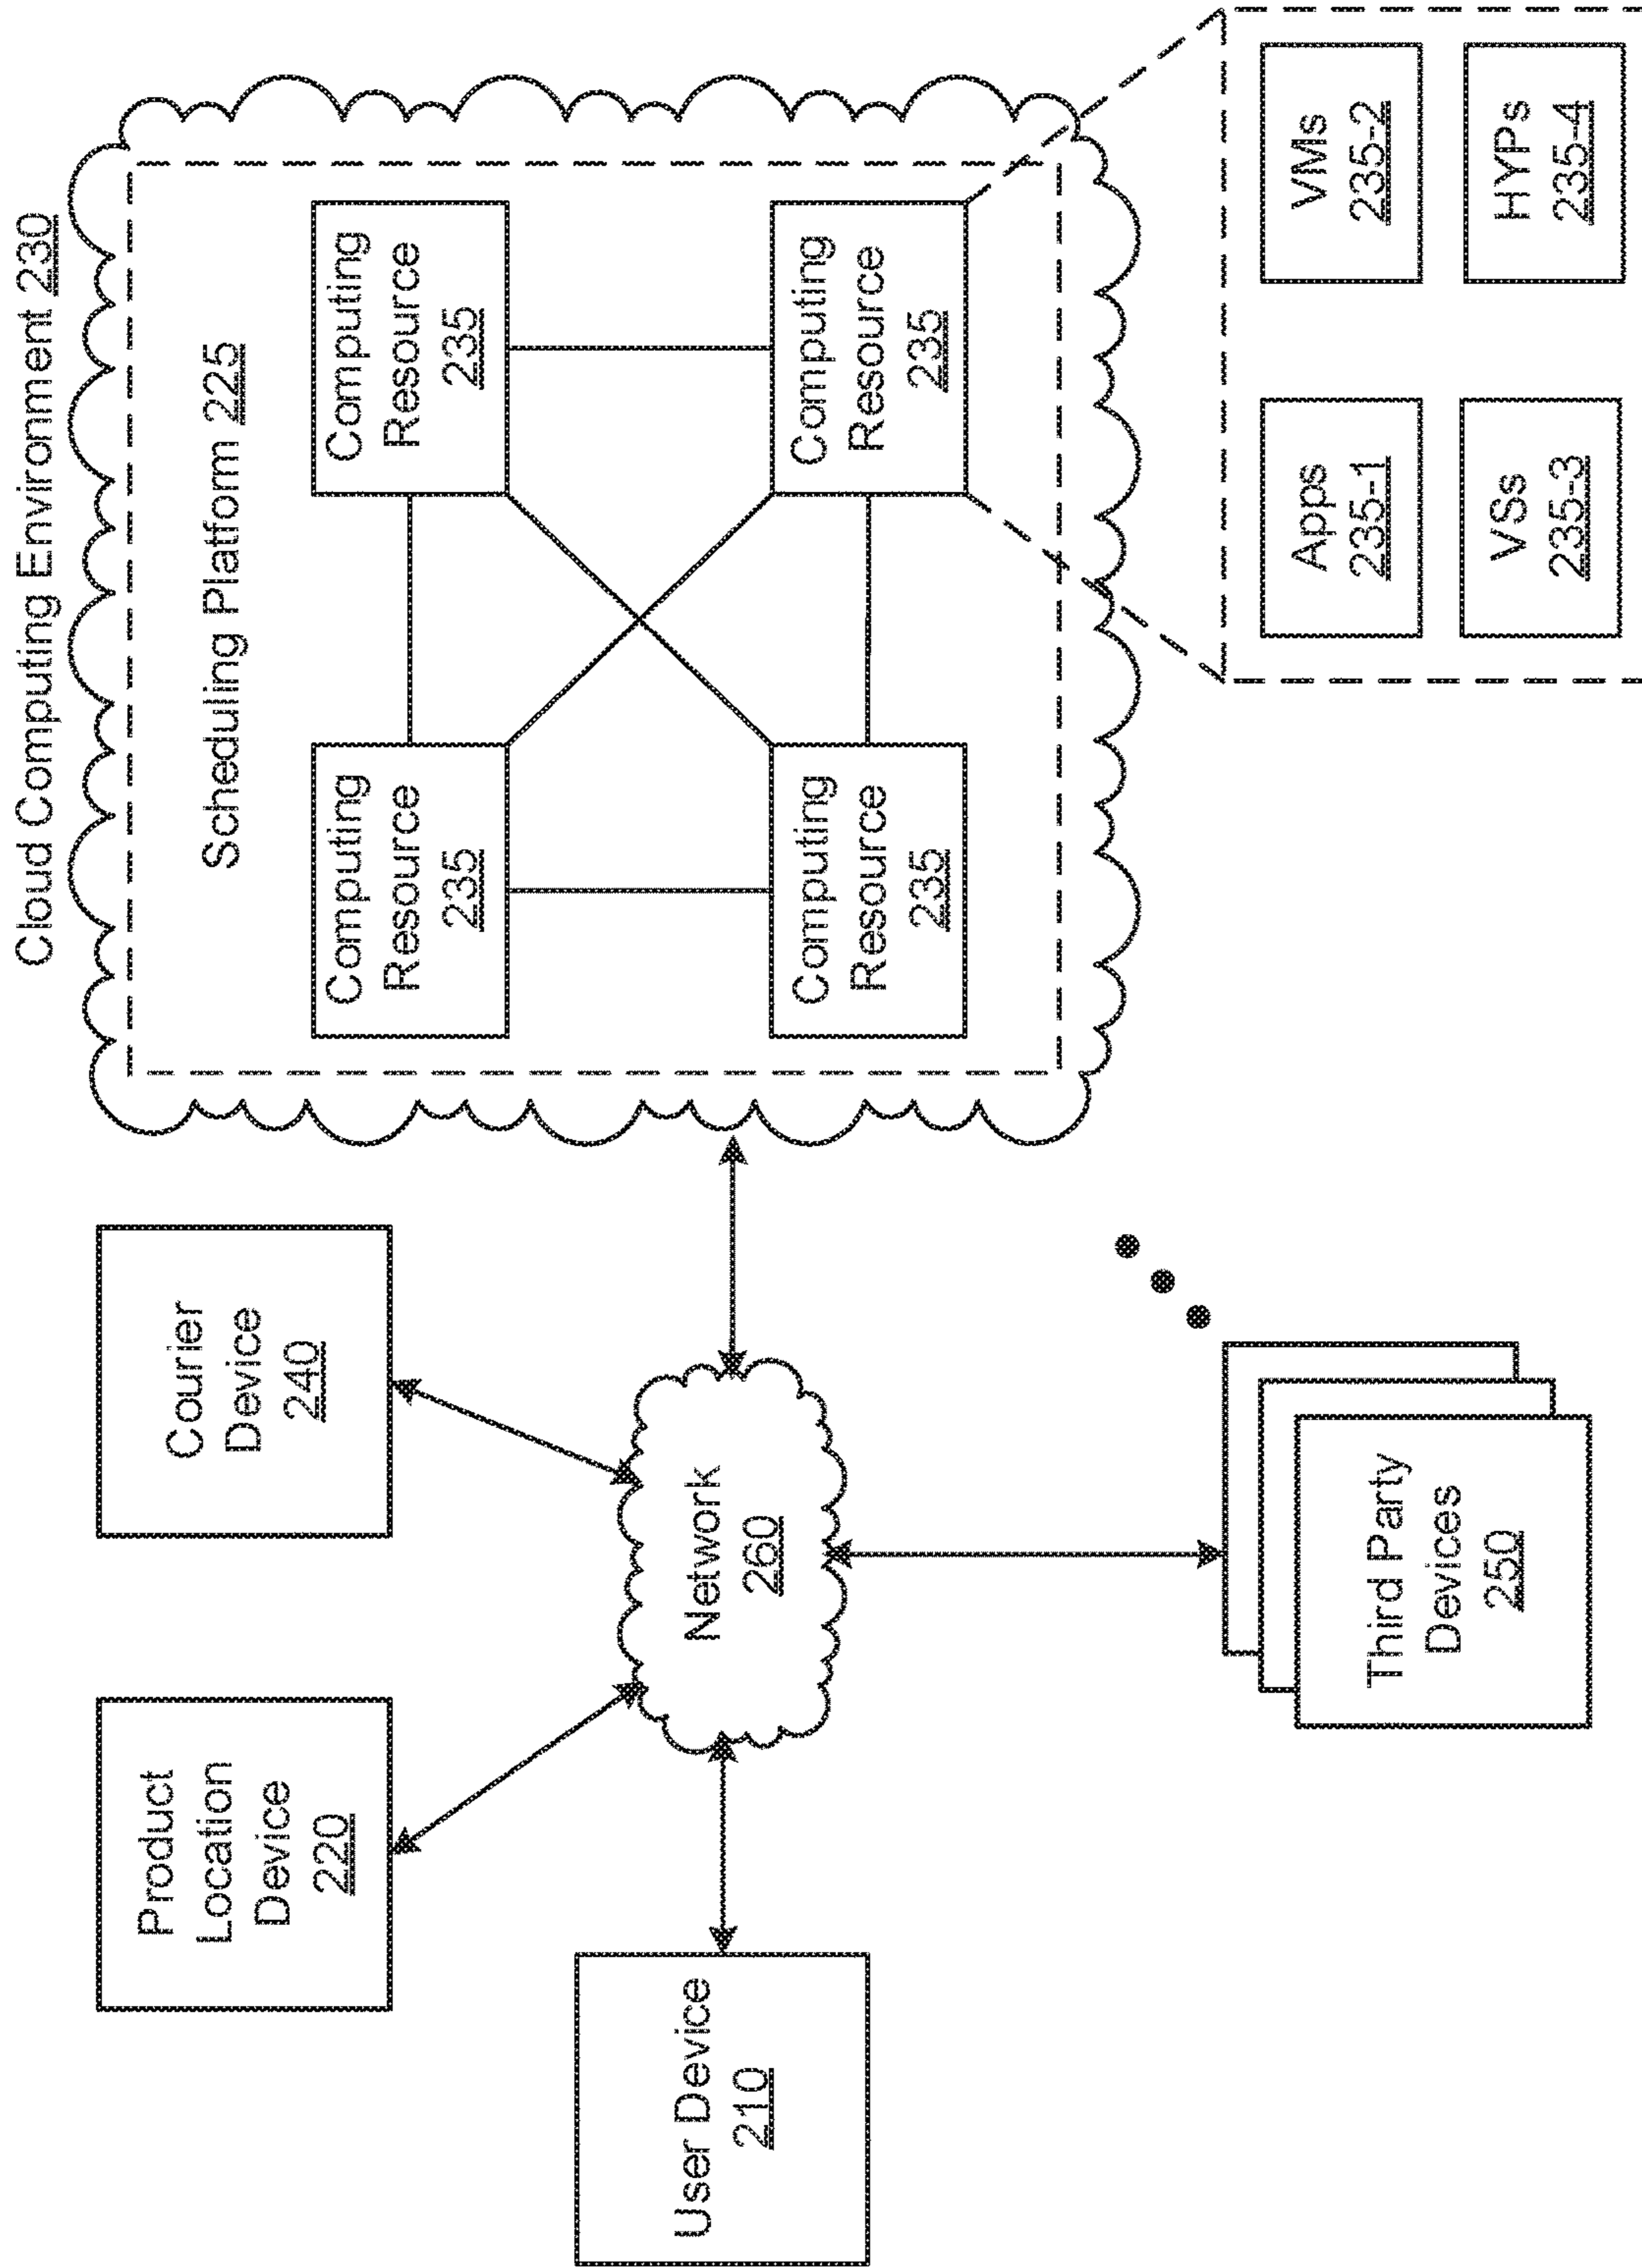 Cloud Computing Environment 230
Scheduling Platform 225
Computing
Resource
235
Computing
Resource
235
Computing
Resource
235
Computing
Resource
235
Product
Location
Device
220
Courier
Device
240
User Device
210
Network
260
Third Party
Devices
250
Apps
235-1
VMs
235-2
VSs
235-3
HYPs
235-4